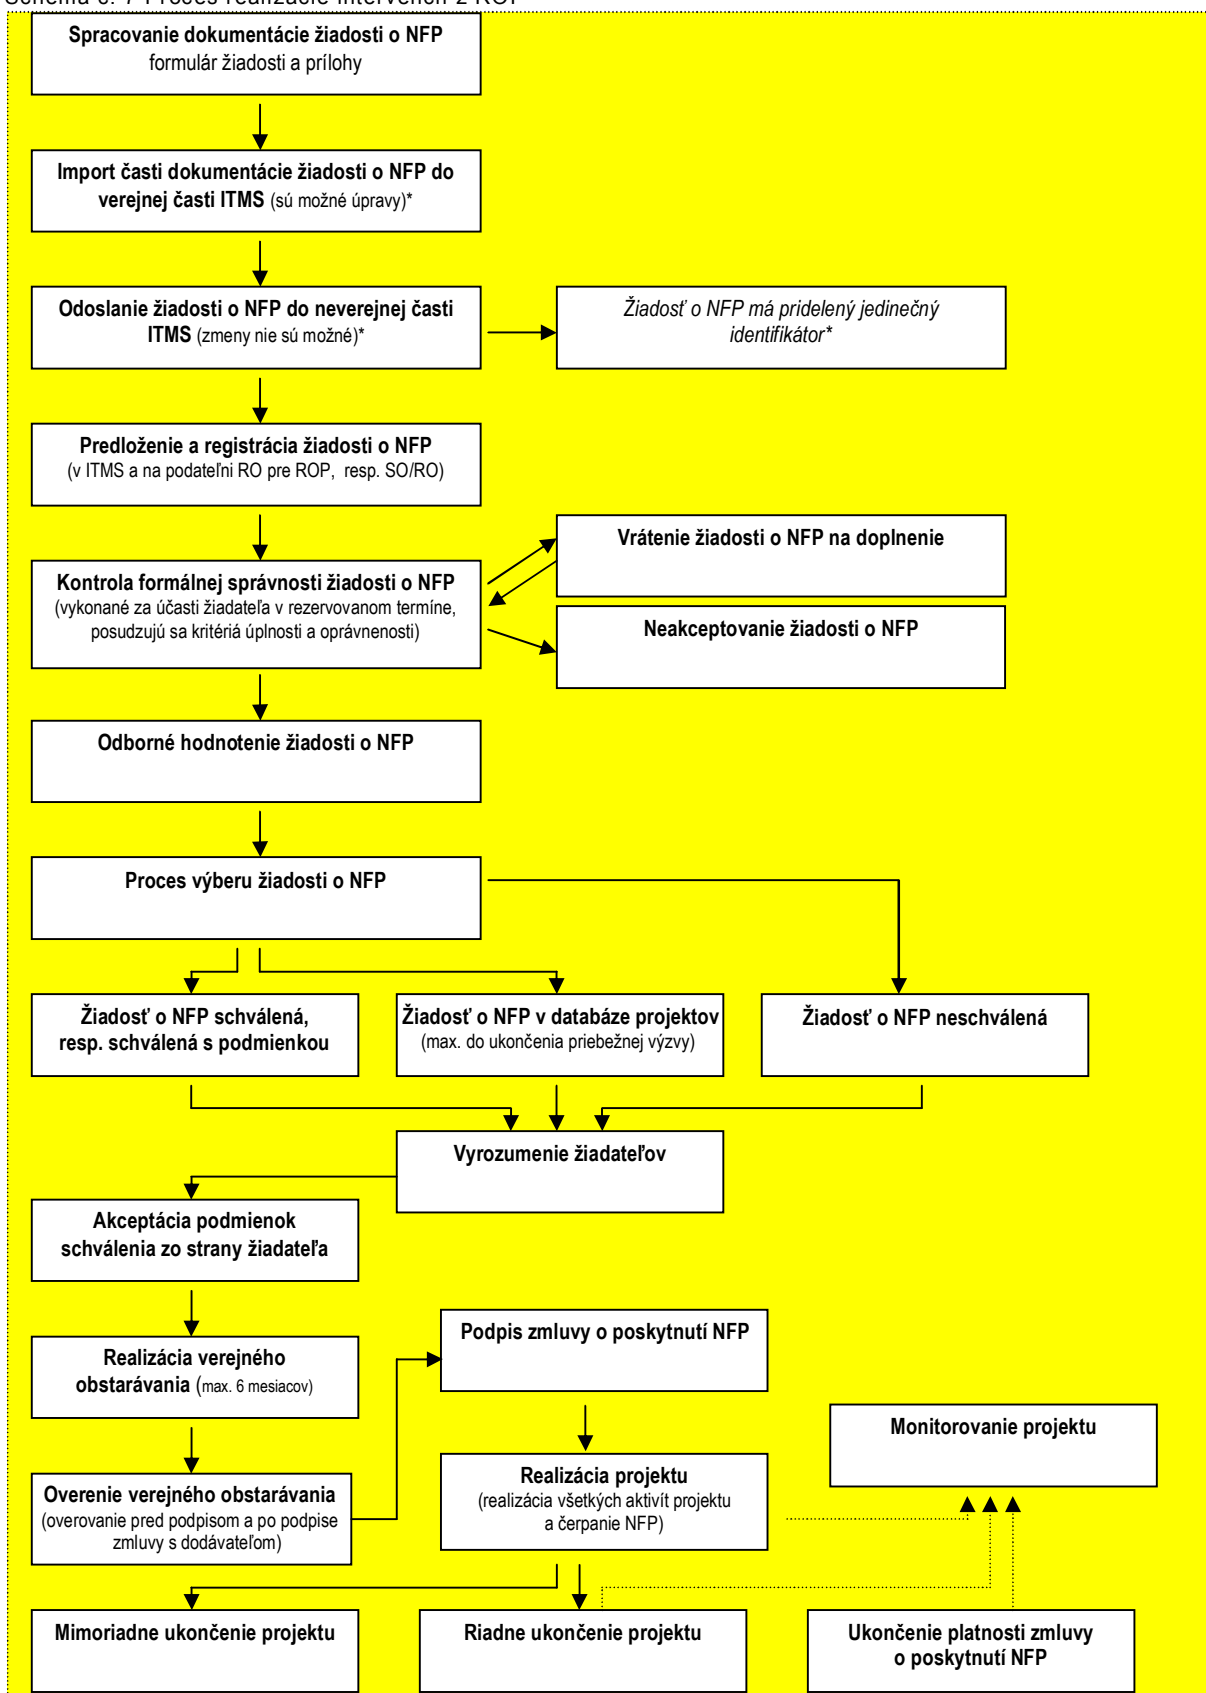 Schéma č. 7 Proces realizácie intervencií z ROP
Spracovanie dokumentácie žiadosti o NFP
formulár žiadosti a prílohy
Import časti dokumentácie žiadosti o NFP do
verejnej časti ITMS (sú možné úpravy)*
Odoslanie žiadosti o NFP do neverejnej časti
ITMS (zmeny nie sú možné)*
Žiadosť o NFP má pridelený jedinečný
identifikátor*
Predloženie a registrácia žiadosti o NFP
(v ITMS a na podateľni RO pre ROP, resp. SO/RO)
Vrátenie žiadosti o NFP na doplnenie
Kontrola formálnej správnosti žiadosti o NFP
(vykonané za účasti žiadateľa v rezervovanom termíne,
posudzujú sa kritériá úplnosti a oprávnenosti)
Neakceptovanie žiadosti o NFP
Odborné hodnotenie žiadosti o NFP
Proces výberu žiadosti o NFP
Žiadosť o NFP schválená,
resp. schválená s podmienkou
Žiadosť o NFP v databáze projektov
(max. do ukončenia priebežnej výzvy)
Žiadosť o NFP neschválená
Vyrozumenie žiadateľov
Akceptácia podmienok
schválenia zo strany žiadateľa
Podpis zmluvy o poskytnutí NFP
Realizácia verejného
obstarávania (max. 6 mesiacov)
Monitorovanie projektu
Realizácia projektu
(realizácia všetkých aktivít projektu
a čerpanie NFP)
Overenie verejného obstarávania
(overovanie pred podpisom a po podpise
zmluvy s dodávateľom)
Mimoriadne ukončenie projektu
Riadne ukončenie projektu
Ukončenie platnosti zmluvy
o poskytnutí NFP